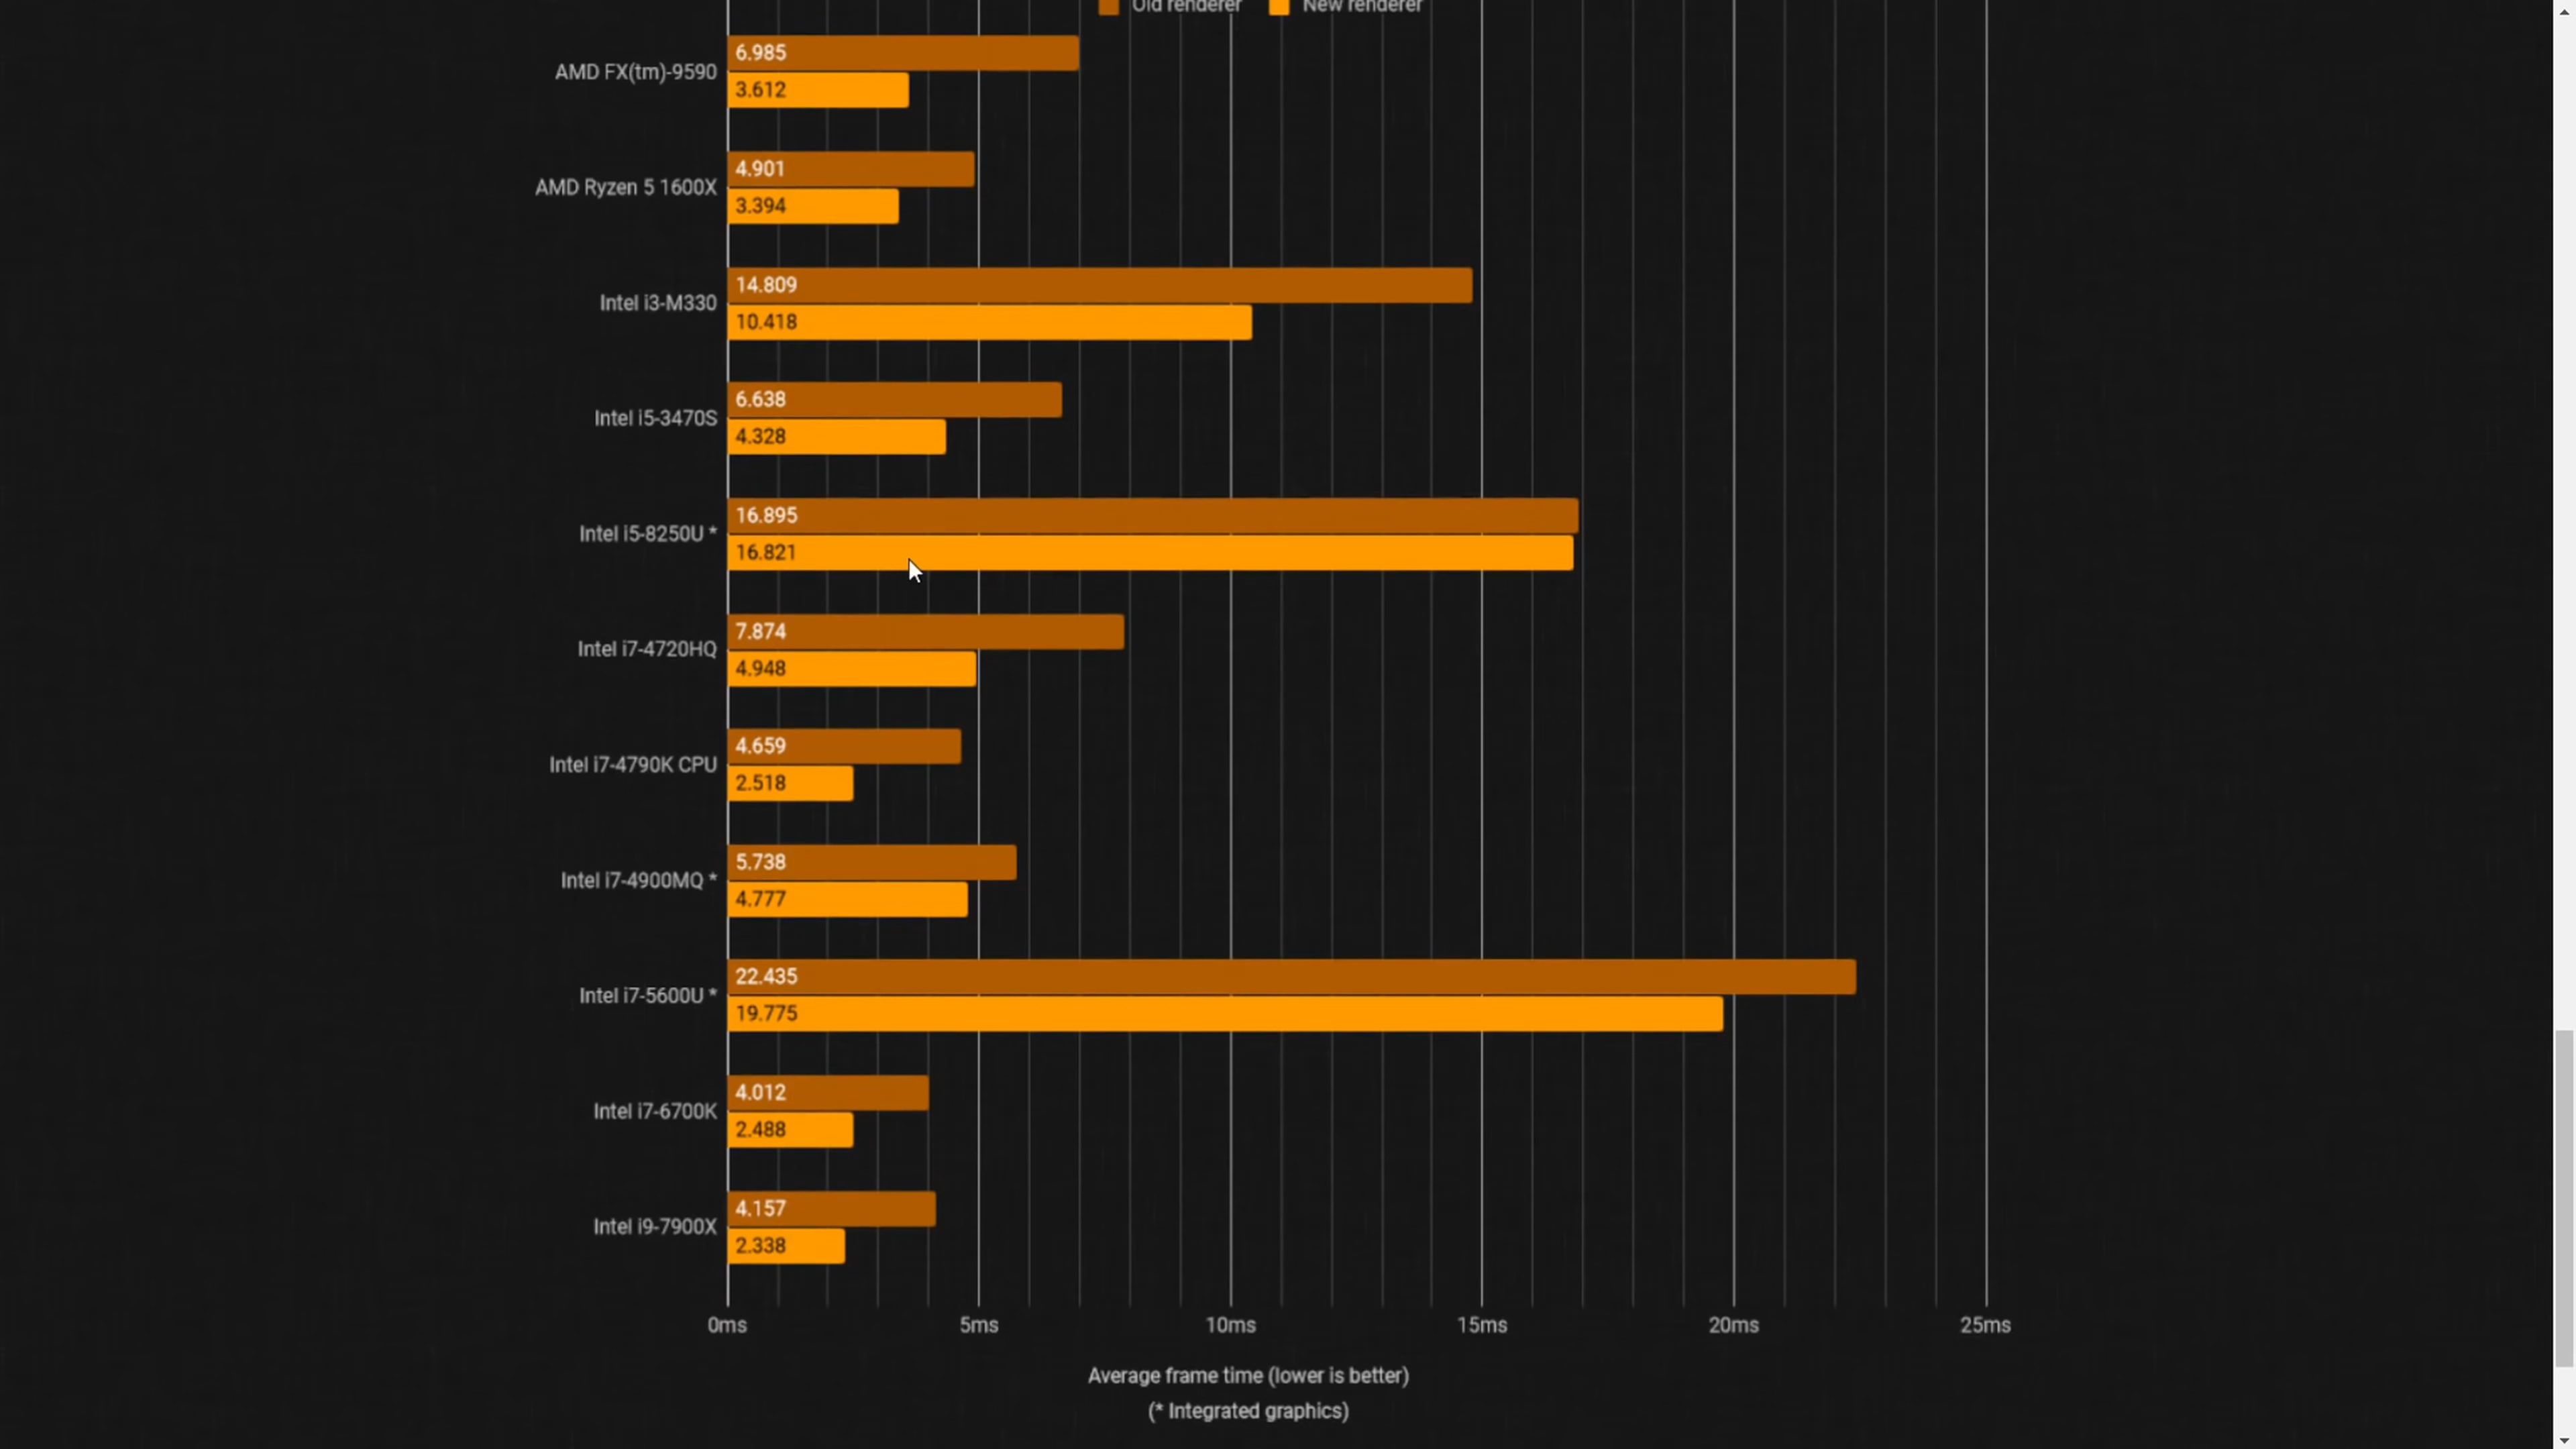 Old renderer New renderer
AMD FX(tm)-9590
6.985
3.612
AMD Ryzen 5 1600X
4.901
3.394
Intel i3-M330
14.809
10.418
Intel i5-3470S
6.638
4.328
Intel i5-8250U *
16.895
16.821
Intel i7-4720HQ
7.874
4.948
Intel i7-4790K CPU
4.659
2.518
Intel i7-4900MQ *
5.738
4.777
Intel i7-5600U *
22.435
19.775
Intel i7-6700K
4.012
2.488
Intel i9-7900X
4.157
2.338
0ms 5ms 10ms 15ms 20ms 25ms
Average frame time (lower is better)
(* Integrated graphics)